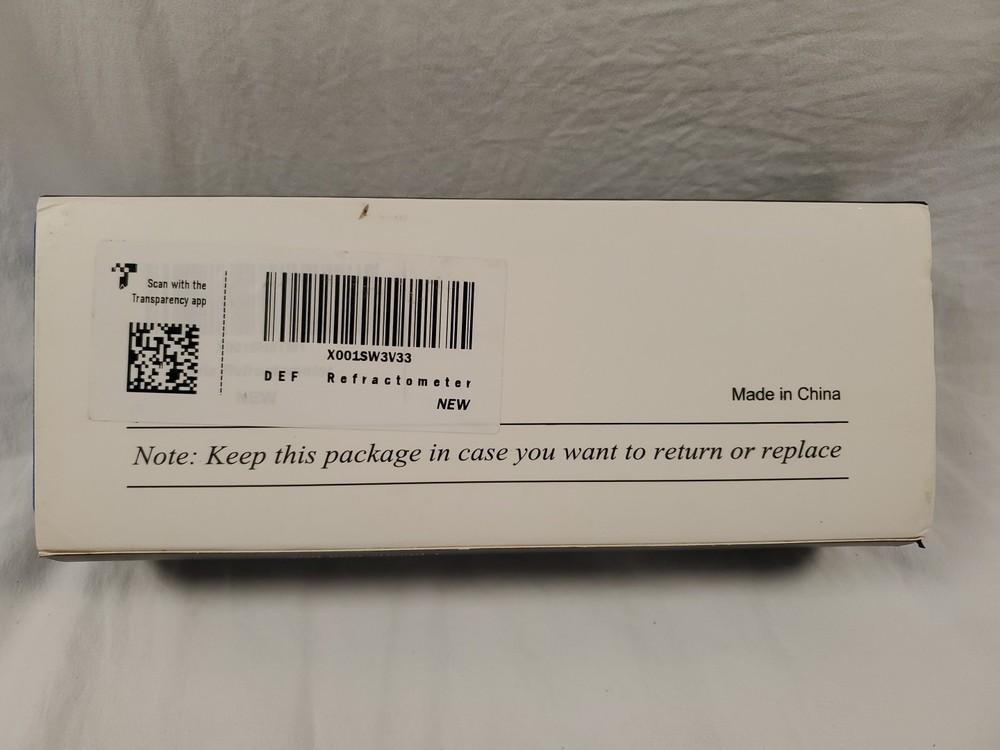 Scan with the
Transparency app
X001SW3V33
DEF Refractometer
NEW
Made in China
Note: Keep this package in case you want to return or replace